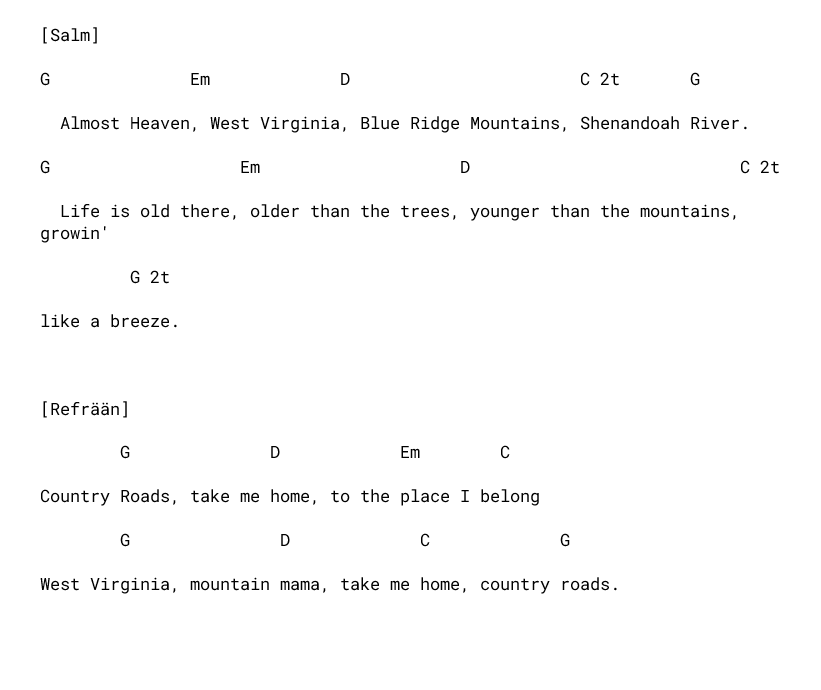 [Salm]
G              Em             D                       C 2t       G
  Almost Heaven, West Virginia, Blue Ridge Mountains, Shenandoah River.
G                   Em                    D                           C 2t
  Life is old there, older than the trees, younger than the mountains,
growin'
         G 2t
like a breeze.
[Refrään]
        G              D            Em        C
Country Roads, take me home, to the place I belong
        G               D             C             G
West Virginia, mountain mama, take me home, country roads.